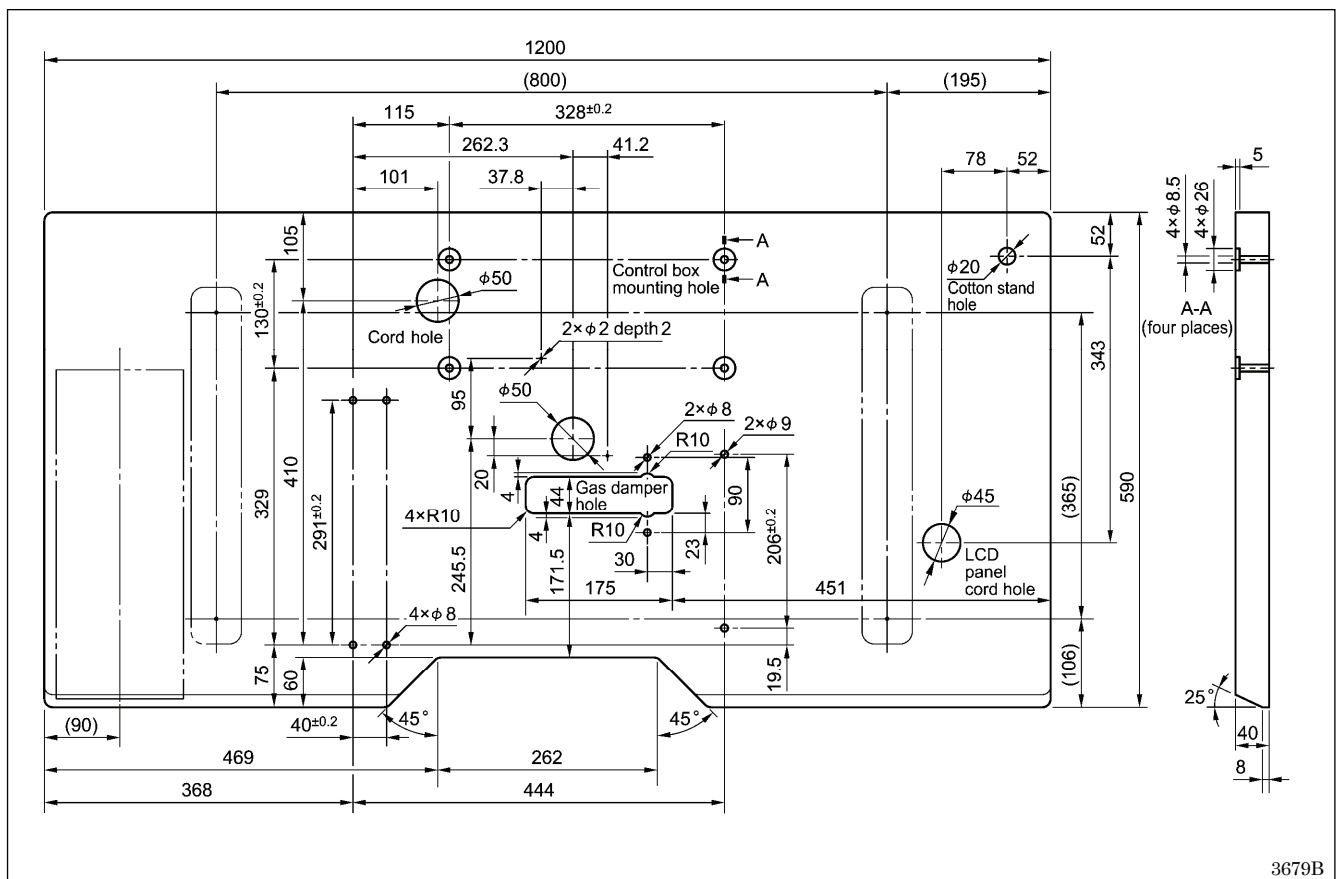 1200
(800)
(195)
115
328±0.2
262.3
41.2
78
52
5
101
37.8
4×φ8.5
4×φ26
105
A
52
φ50
Control box
mounting hole
A
φ20
Cotton stand
hole
A-A
(four places)
130±0.2
Cord hole
2×φ2 depth 2
343
95
φ50
2×φ8
2×φ9
R10
410
329
291±0.2
20
4
44
Gas damper
hole
90
φ45
(365)
590
4×R10
4
R10
206±0.2
245.5
171.5
30
23
LCD
panel
cord hole
175
451
4×φ8
75
60
19.5
(106)
25°
(90)
40±0.2
45°
45°
40
469
262
8
368
444
3679B